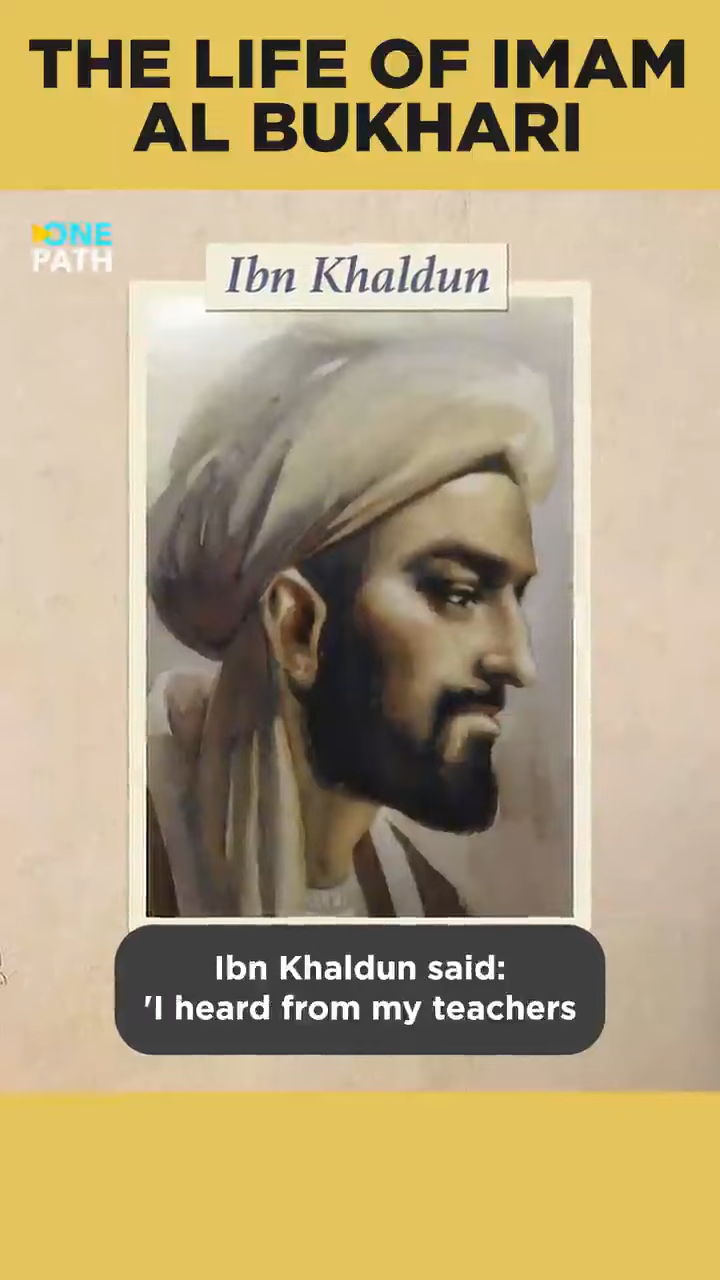 THE LIFE OF IMAM
AL BUKHARI
ONE
PATH
Ibn Khaldun
Ibn Khaldun said:
'I heard from my teachers